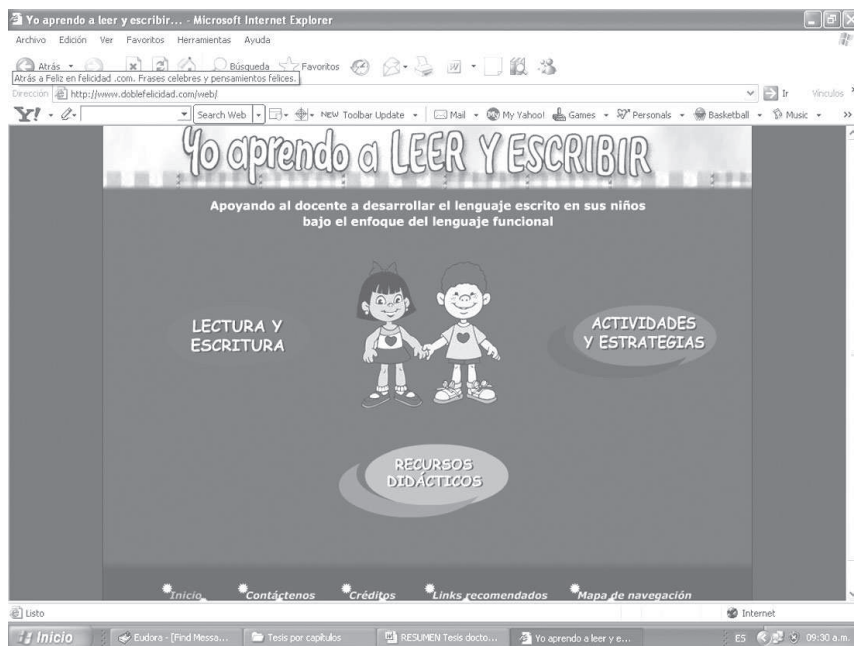 Yo aprendo a leer y escribir... - Microsoft Internet Explorer
Archivo Edición Ver Favoritos Herramientas Ayuda
Atrás Búsqueda Favoritos
Atrás a Feliz en felicidad .com. Frases celebres y pensamientos felices.
Dirección http://www.doblefelicidad.com/web/ Ir Vínculos
Y! Search Web NEW Toolbar Update Mail My Yahoo! Games Personals Basketball Music
Yo aprendo a LEER Y ESCRIBIR
Apoyando al docente a desarrollar el lenguaje escrito en sus niños
bajo el enfoque del lenguaje funcional
LECTURA Y
ESCRITURA
ACTIVIDADES
Y ESTRATEGIAS
RECURSOS
DIDÁCTICOS
Inicio Contáctenos Créditos Links recomendados Mapa de navegación
Listo Internet
Inicio Eudora - [Find Messa... Tesis por capítulos RESUMEN Tesis docto... Yo aprendo a leer y e... ES 09:30 a.m.